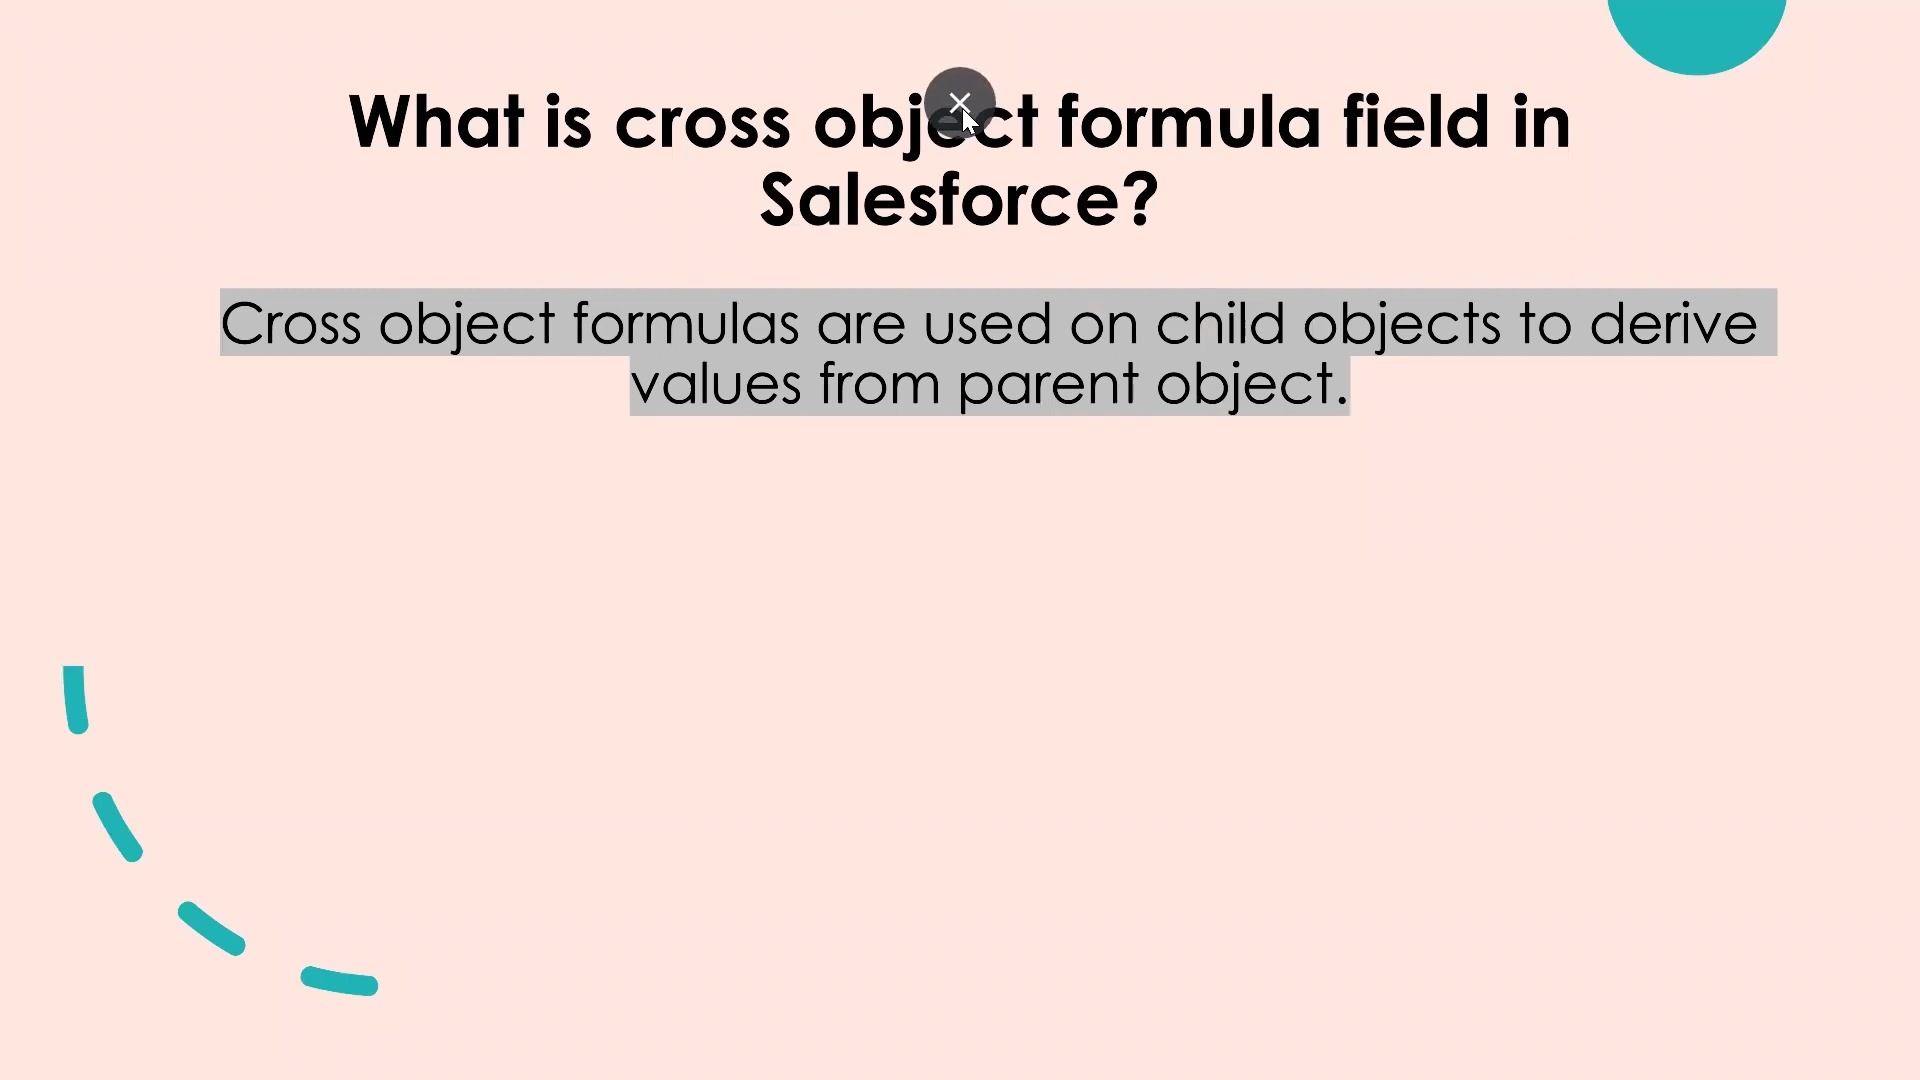 What is cross object formula field in
Salesforce?
Cross object formulas are used on child objects to derive
values from parent object.